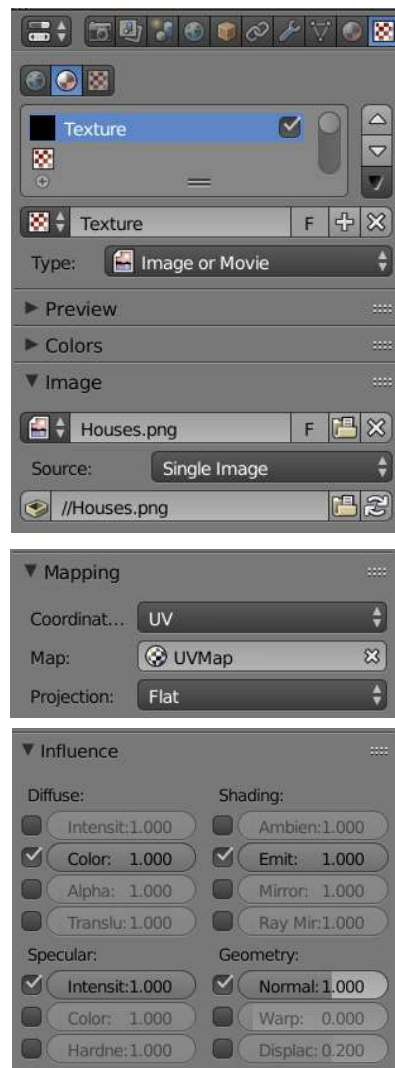 Texture
Texture F
Type: Image or Movie
Preview
Colors
Image
Houses.png F
Source: Single Image
//Houses.png
Mapping
Coordinat... UV
Map: UVMap
Projection: Flat
Influence
Diffuse: Shading:
Intensit:1.000 Ambien:1.000
Color: 1.000 Emit: 1.000
Alpha: 1.000 Mirror: 1.000
Translu:1.000 Ray Mir:1.000
Specular: Geometry:
Intensit:1.000 Normal:1.000
Color: 1.000 Warp: 0.000
Hardne:1.000 Displac:0.200